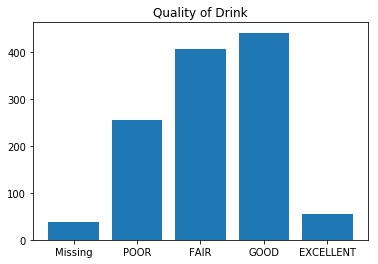 Quality of Drink
400
300
200
100
0
Missing POOR FAIR GOOD EXCELLENT